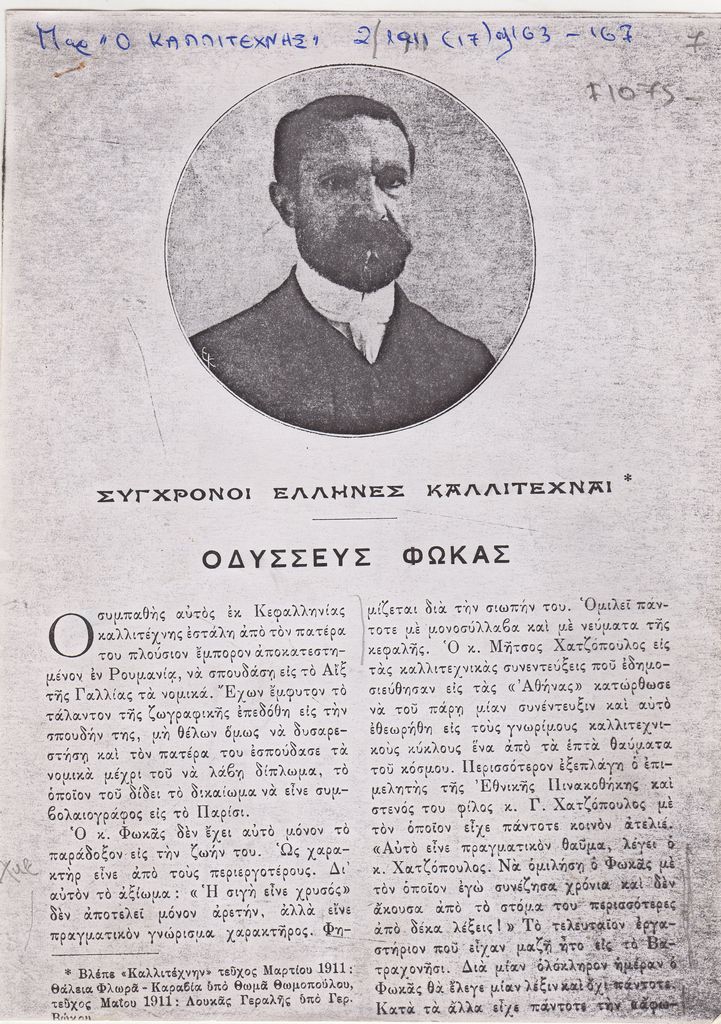 Περ "Ο ΚΑΛΛΙΤΕΧΝΗΣ" 2/1911 (17) σ 163 - 167
7
ΣΥΓΧΡΟΝΟΙ ΕΛΛΗΝΕΣ ΚΑΛΛΙΤΕΧΝΑΙ *
ΟΔΥΣΣΕΥΣ ΦΩΚΑΣ
Ὁ συμπαθὴς αὐτὸς ἐκ Κεφαλληνίας
καλλιτέχνης ἐστάλη ἀπὸ τὸν πατέρα
του πλούσιον ἔμπορον ἀποκατεστη-
μένον ἐν Ρουμανίᾳ, νὰ σπουδάσῃ εἰς τὸ Αἲξ
τῆς Γαλλίας τὰ νομικά. Ἔχων ἔμφυτον τὸ
τάλαντον τῆς ζωγραφικῆς ἐπεδόθη εἰς τὴν
σπουδήν της, μὴ θέλων ὅμως νὰ δυσαρε-
στήσῃ καὶ τὸν πατέρα του ἐσπούδασε τὰ
νομικὰ μέχρι τοῦ νὰ λάβῃ δίπλωμα, τὸ
ὁποῖον τοῦ δίδει τὸ δικαίωμα νὰ εἶνε συμ-
βολαιογράφος εἰς τὸ Παρίσι.
Ὁ κ. Φωκᾶς δὲν ἔχει αὐτὸ μόνον τὸ
παράδοξον εἰς τὴν ζωήν του. Ὡς χαρα-
κτὴρ εἶνε ἀπὸ τοὺς περιεργοτέρους. Δι᾽
αὐτὸν τὸ ἀξίωμα: «Ἡ σιγὴ εἶνε χρυσὸς»
δὲν ἀποτελεῖ μόνον ἀρετήν, ἀλλὰ εἶνε
πραγματικὸν γνώρισμα χαρακτῆρος. Φη-
* Βλέπε «Καλλιτέχνην» τεῦχος Μαρτίου 1911:
Θάλεια Φλωρᾶ - Καραβία ὑπὸ Θωμᾶ Θωμοπούλου,
τεῦχος Μαΐου 1911: Λουκᾶς Γεραλῆς ὑπὸ Γερ.
μίζεται διὰ τὴν σιωπήν του. Ὁμιλεῖ πάν-
τοτε μὲ μονοσύλλαβα καὶ μὲ νεύματα τῆς
κεφαλῆς. Ὁ κ. Μῆτσος Χατζόπουλος εἰς
τὰς καλλιτεχνικὰς συνεντεύξεις ποῦ ἐδημο-
σιεύθησαν εἰς τὰς «Ἀθήνας» κατώρθωσε
νὰ τοῦ πάρῃ μίαν συνέντευξιν καὶ αὐτὸ
ἐθεωρήθη εἰς τοὺς γνωρίμους καλλιτεχνι-
κοὺς κύκλους ἕνα ἀπὸ τὰ ἑπτὰ θαύματα
τοῦ κόσμου. Περισσότερον ἐξεπλάγη ὁ ἐπι-
μελητὴς τῆς Ἐθνικῆς Πινακοθήκης καὶ
στενός του φίλος κ. Γ. Χατζόπουλος μὲ
τὸν ὁποῖον εἶχε πάντοτε κοινὸν ἀτελιέ.
«Αὐτὸ εἶνε πραγματικὸν θαῦμα, λέγει ὁ
κ. Χατζόπουλος. Νὰ ὁμιλήσῃ ὁ Φωκᾶς μὲ
τὸν ὁποῖον ἐγὼ συνέζησα χρόνια καὶ δὲν
ἄκουσα ἀπὸ τὸ στόμα του περισσότερες
ἀπὸ δέκα λέξεις!» Τὸ τελευταῖον ἐργα-
στήριον ποῦ εἶχαν μαζῆ ἦτο εἰς τὸ Βα-
τραχονῆσι. Διὰ μίαν ὁλόκληρον ἡμέραν ὁ
Φωκᾶς θὰ ἔλεγε μίαν λέξιν καὶ ὄχι πάντοτε.
Κατὰ τὰ ἄλλα εἶχε πάντοτε τὴν